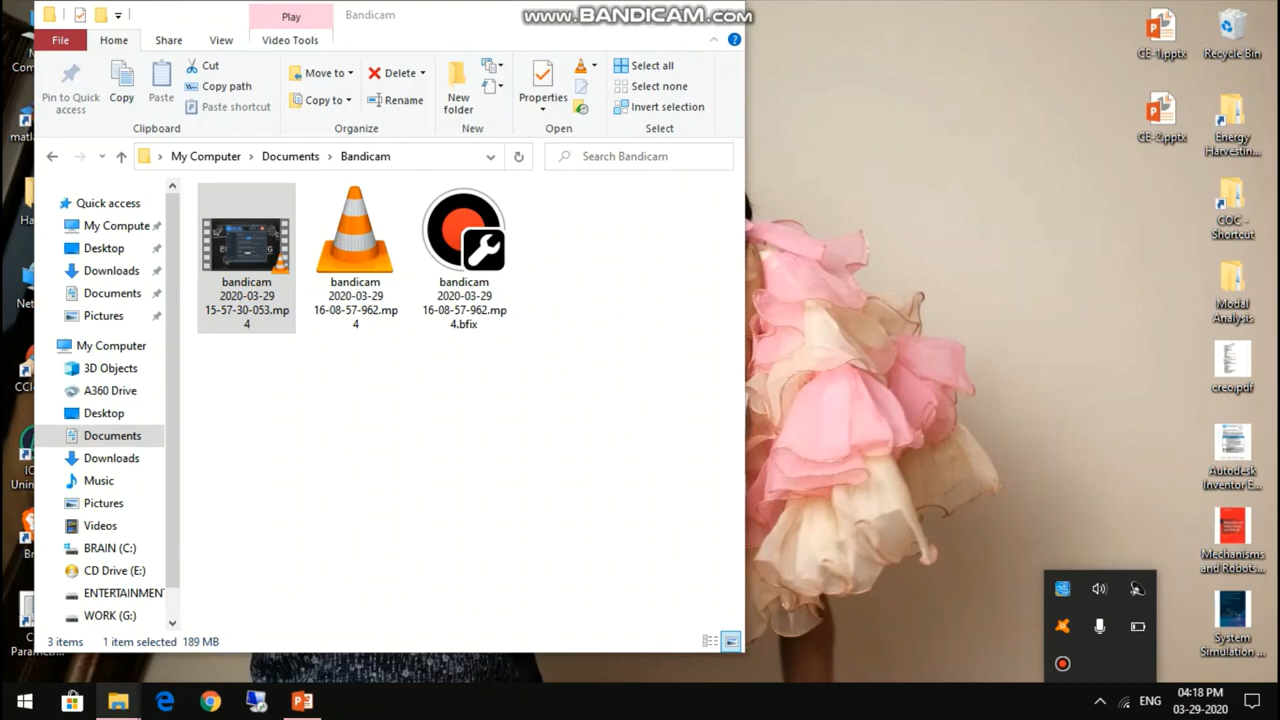 Play
Bandicam
www.BANDICAM.com
File
Home
Share
View
Video Tools
Pin to Quick
access
Copy
Paste
Cut
Copy path
Paste shortcut
Clipboard
Move to
Copy to
Delete
Rename
Organize
New
folder
New
Properties
Open
Select all
Select none
Invert selection
Select
My Computer
Documents
Bandicam
Search Bandicam
Quick access
My Compute
Desktop
Downloads
Documents
Pictures
My Computer
3D Objects
A360 Drive
Desktop
Documents
Downloads
Music
Pictures
Videos
BRAIN (C:)
CD Drive (E:)
ENTERTAINMENT
WORK (G:)
bandicam
2020-03-29
15-57-30-053.mp
4
bandicam
2020-03-29
16-08-57-962.mp
4
bandicam
2020-03-29
16-08-57-962.mp
4.bfix
3 items
1 item selected
189 MB
CE-1.pptx
Recycle Bin
CE-2.pptx
Energy
Harvestin...
COC -
Shortcut
Modal
Analysis
creo.pdf
Autodesk
Inventor E...
Mechanisms
and Robots...
System
Simulation ...
ENG
04:18 PM
03-29-2020